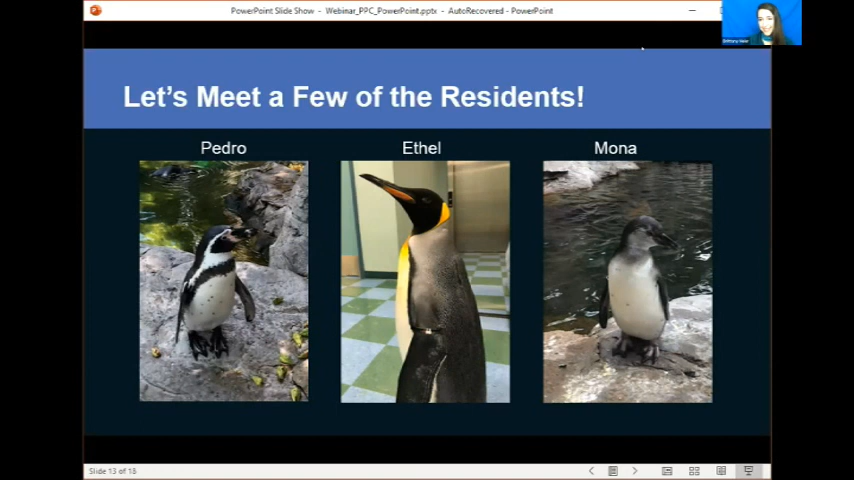 PowerPoint Slide Show - Webinar_PPC_PowerPoint.pptx - AutoRecovered - PowerPoint
Let's Meet a Few of the Residents!
Pedro
Ethel
Mona
Slide 13 of 18